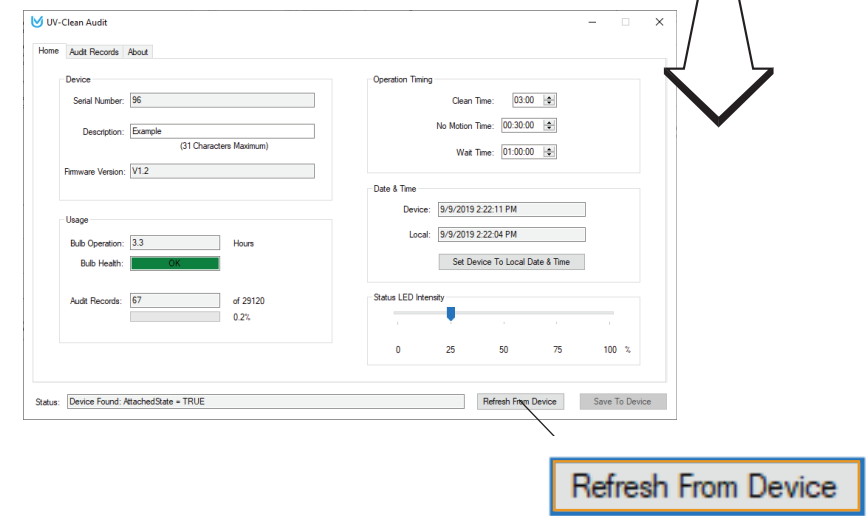 UV-Clean Audit
Home Audit Records About
Device
Serial Number: 96
Description: Example
(31 Characters Maximum)
Firmware Version: V1.2
Usage
Bulb Operation: 3.3 Hours
Bulb Health: OK
Audit Records: 67 of 29120
0.2%
Operation Timing
Clean Time: 03:00
No Motion Time: 00:30:00
Wait Time: 01:00:00
Date & Time
Device: 9/9/2019 2:22:11 PM
Local: 9/9/2019 2:22:04 PM
Set Device To Local Date & Time
Status LED Intensity
0 25 50 75 100 %
Status: Device Found: AttachedState = TRUE
Refresh From Device Save To Device
Refresh From Device